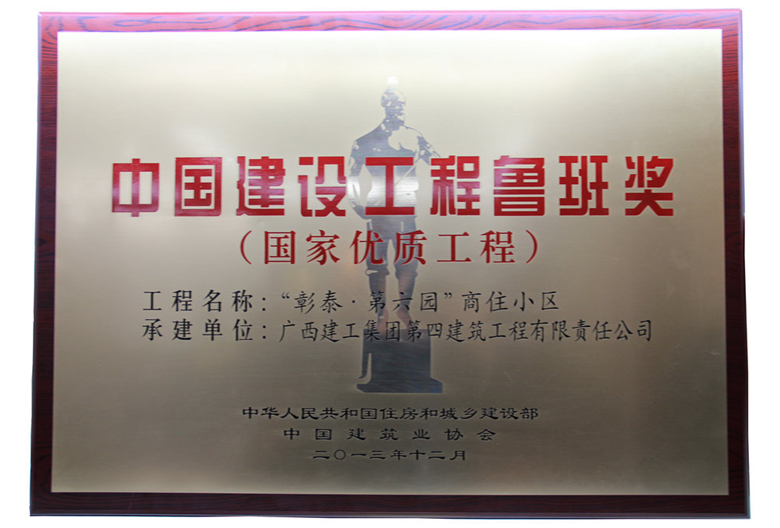 中国建设工程鲁班奖
（国家优质工程）
工程名称：“彰泰·第六园”商住小区
承建单位：广西建工集团第四建筑工程有限责任公司
中华人民共和国住房和城乡建设部
中国建筑业协会
二〇一三年十二月